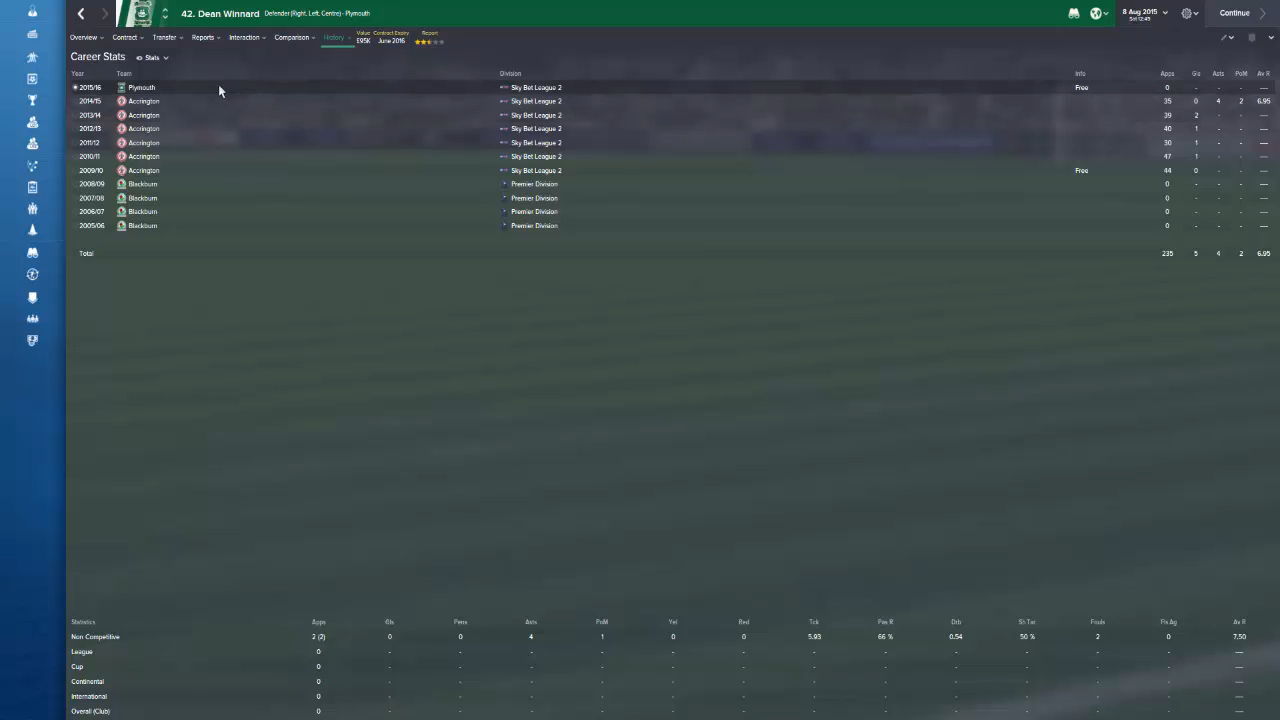 42. Dean Winnard Defender (Right, Left, Centre) - Plymouth 8 Aug 2015 Sat 12:49 Continue
Overview Contract Transfer Reports Interaction Comparison History Value £95K Contract Expiry June 2016 Report
Career Stats Stats
Year Team Division Info Apps Gls Asts PoM Av R
2015/16 Plymouth Sky Bet League 2 Free 0 - - - ---
2014/15 Accrington Sky Bet League 2 35 0 4 2 6.95
2013/14 Accrington Sky Bet League 2 39 2 - - ---
2012/13 Accrington Sky Bet League 2 40 1 - - ---
2011/12 Accrington Sky Bet League 2 30 1 - - ---
2010/11 Accrington Sky Bet League 2 47 1 - - ---
2009/10 Accrington Sky Bet League 2 Free 44 0 - - ---
2008/09 Blackburn Premier Division 0 - - - ---
2007/08 Blackburn Premier Division 0 - - - ---
2006/07 Blackburn Premier Division 0 - - - ---
2005/06 Blackburn Premier Division 0 - - - ---
Total 235 5 4 2 6.95
Statistics Apps Gls Pens Asts PoM Yel Red Tck Pas R Drb Sh Tar Fouls Fls Ag Av R
Non Competitive 2 (2) 0 0 4 1 0 0 5.93 66 % 0.54 50 % 2 0 7.50
League 0 - - - - - - - - - - - - ---
Cup 0 - - - - - - - - - - - - ---
Continental 0 - - - - - - - - - - - - ---
International 0 - - - - - - - - - - - - ---
Overall (Club) 0 - - - - - - - - - - - - ---